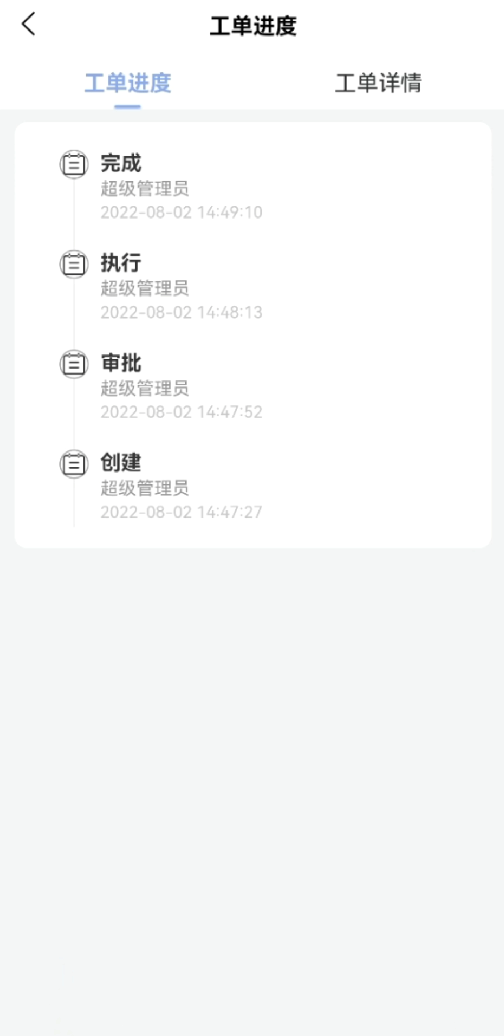 工单进度
工单进度 工单详情
完成
超级管理员
2022-08-02 14:49:10
执行
超级管理员
2022-08-02 14:48:13
审批
超级管理员
2022-08-02 14:47:52
创建
超级管理员
2022-08-02 14:47:27